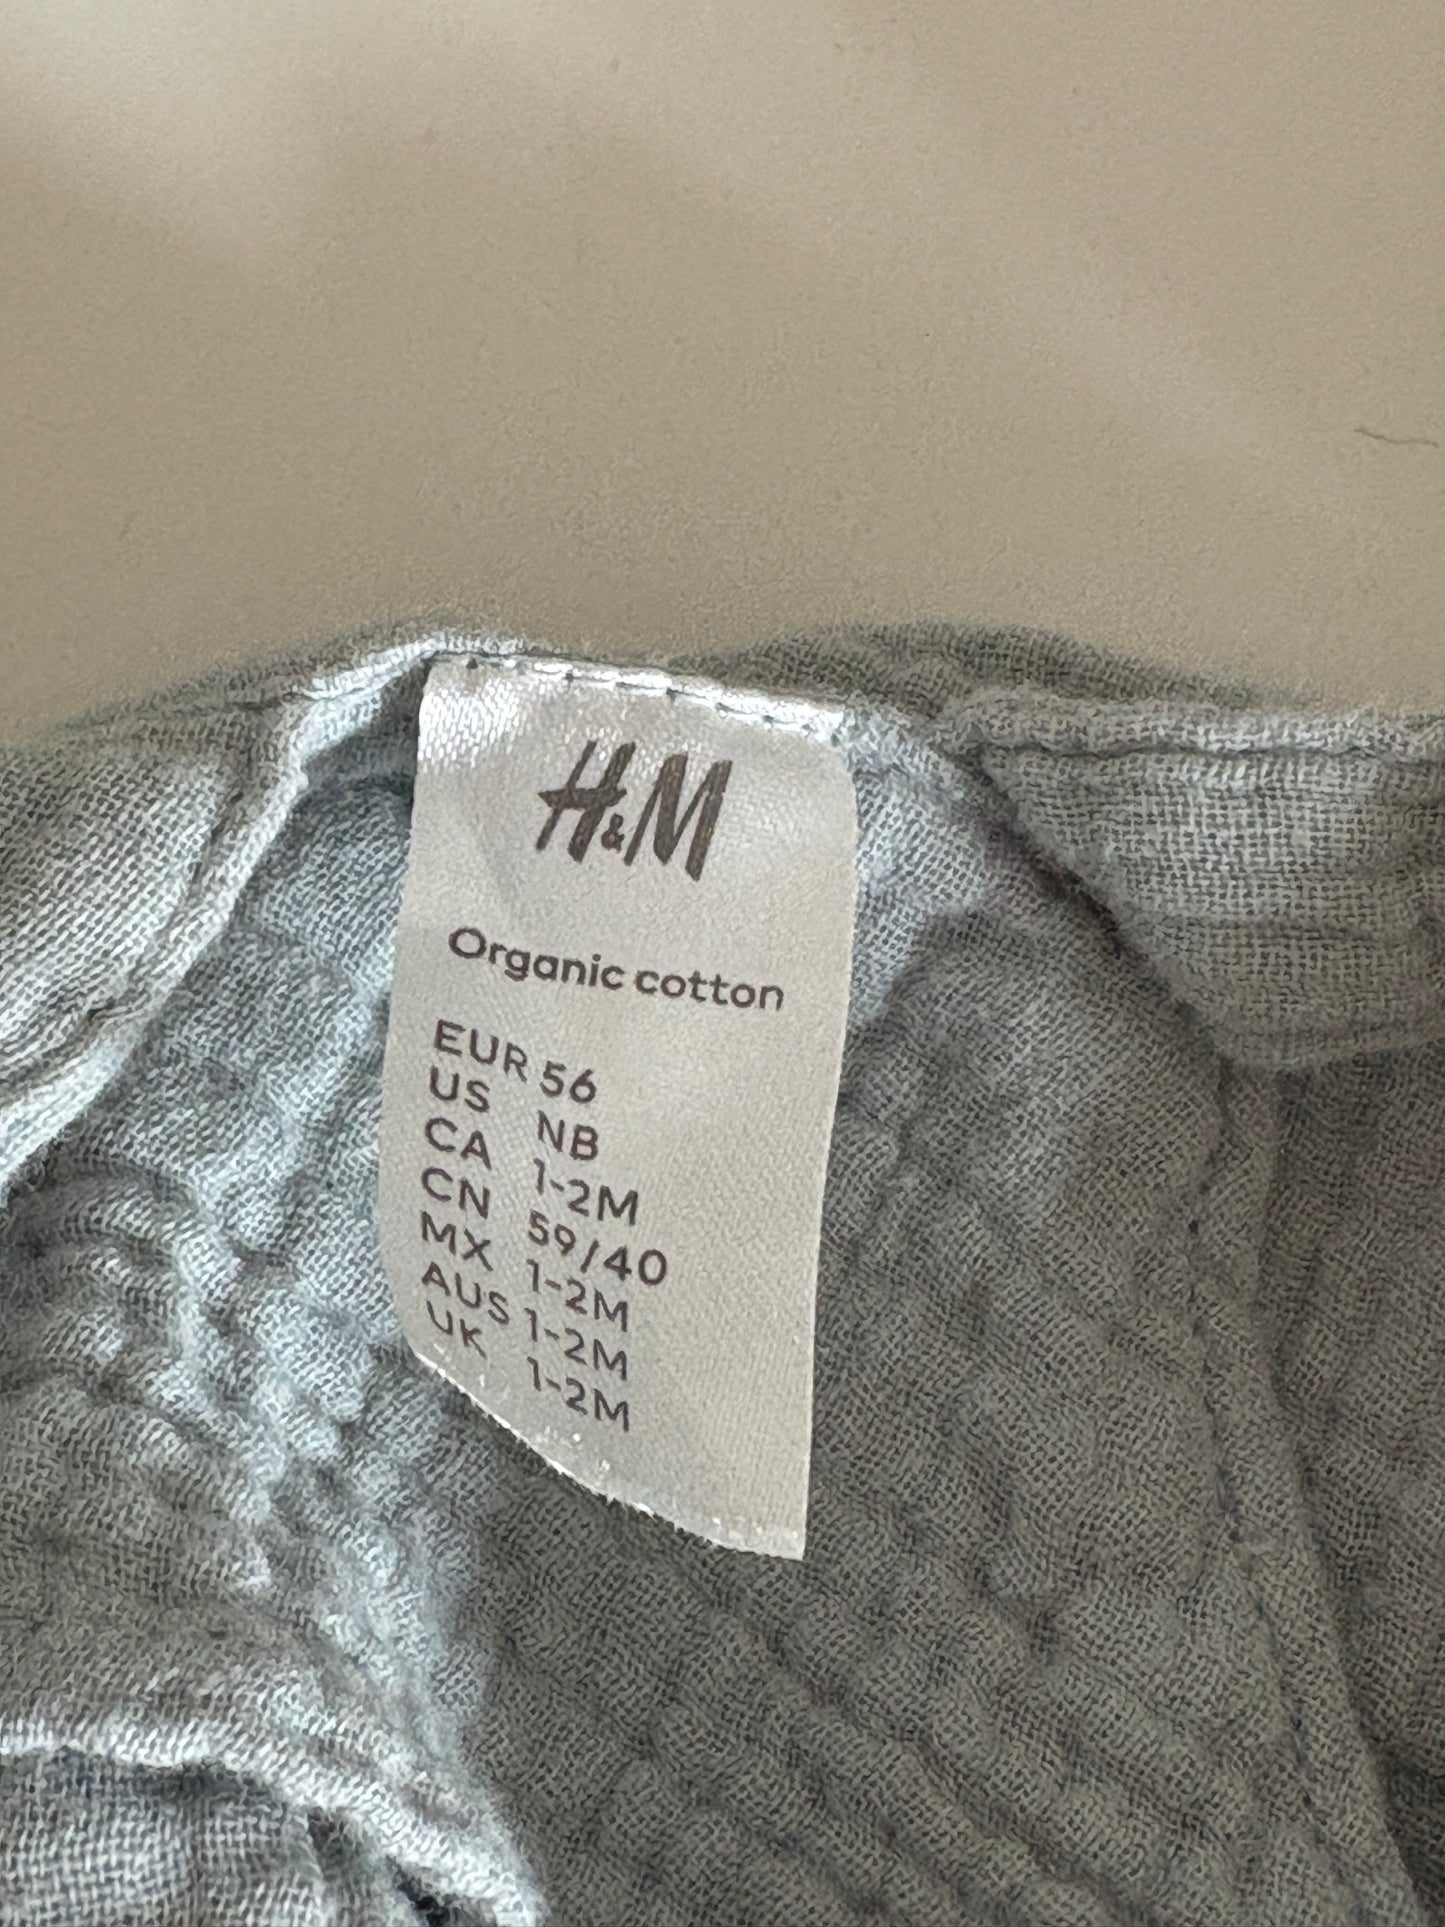 H&M
Organic cotton
EUR 56
US NB
CA 1-2M
CN 59/40
MX 1-2M
AUS 1-2M
UK 1-2M